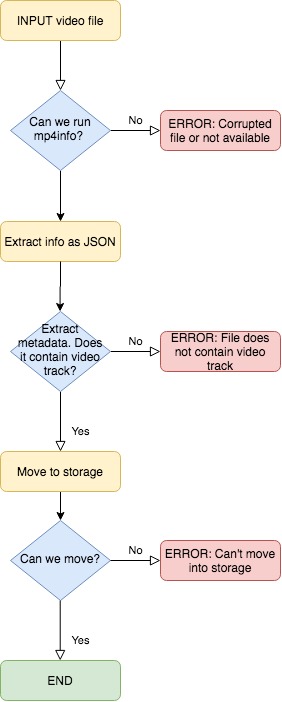 INPUT video file
Can we run
mp4info?
No
ERROR: Corrupted
file or not available
Extract info as JSON
Extract
metadata. Does
it contain video
track?
No
ERROR: File does
not contain video
track
Yes
Move to storage
Can we move?
No
ERROR: Can't move
into storage
Yes
END